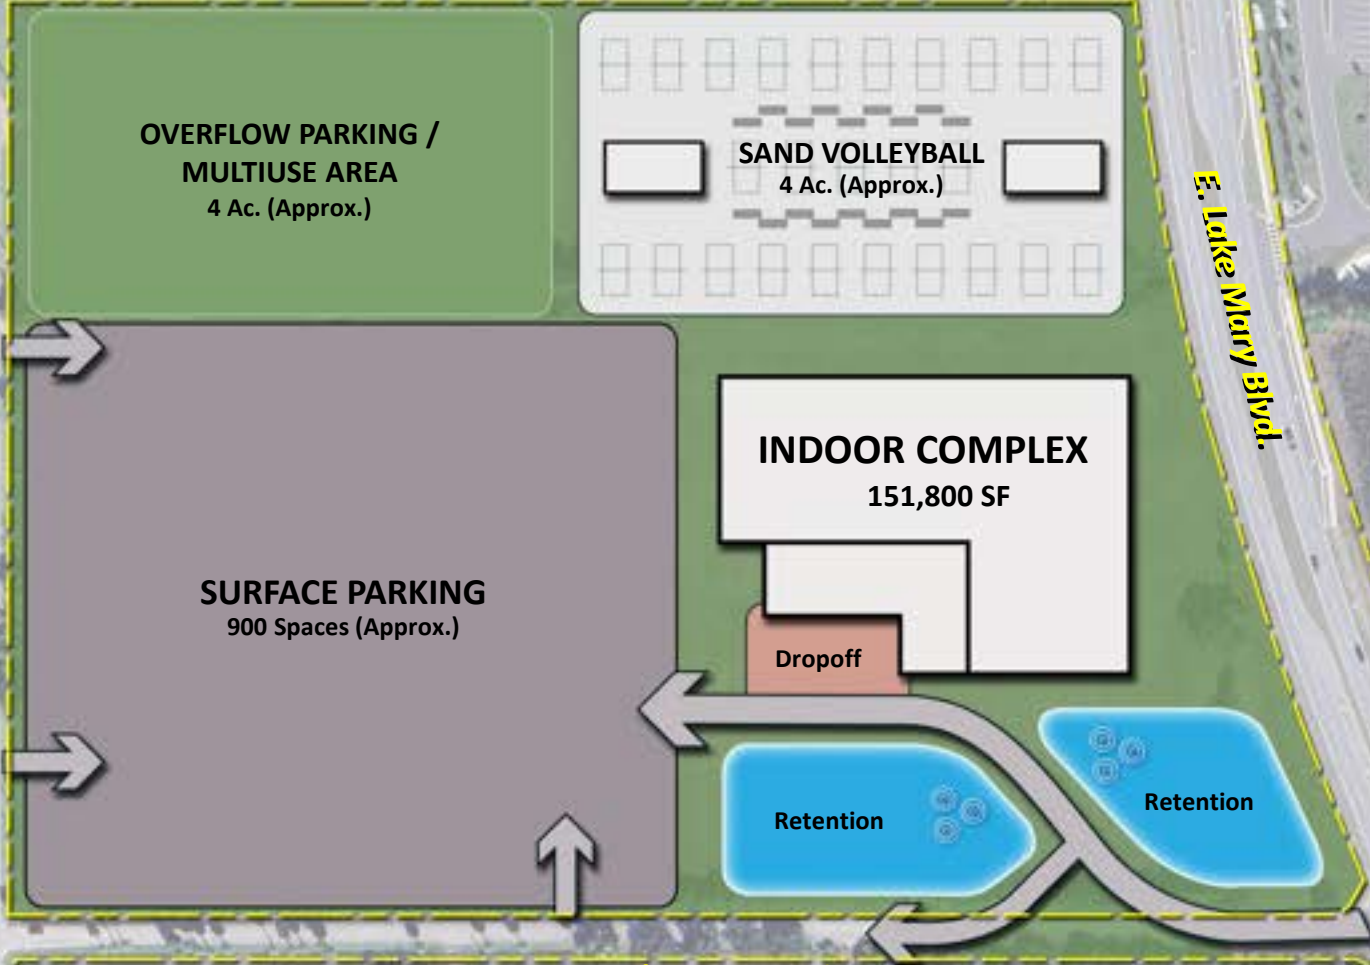 OVERFLOW PARKING /
MULTIUSE AREA
4 Ac. (Approx.)
SAND VOLLEYBALL
4 Ac. (Approx.)
E. Lake Mary Blvd.
INDOOR COMPLEX
151,800 SF
SURFACE PARKING
900 Spaces (Approx.)
Dropoff
Retention
Retention